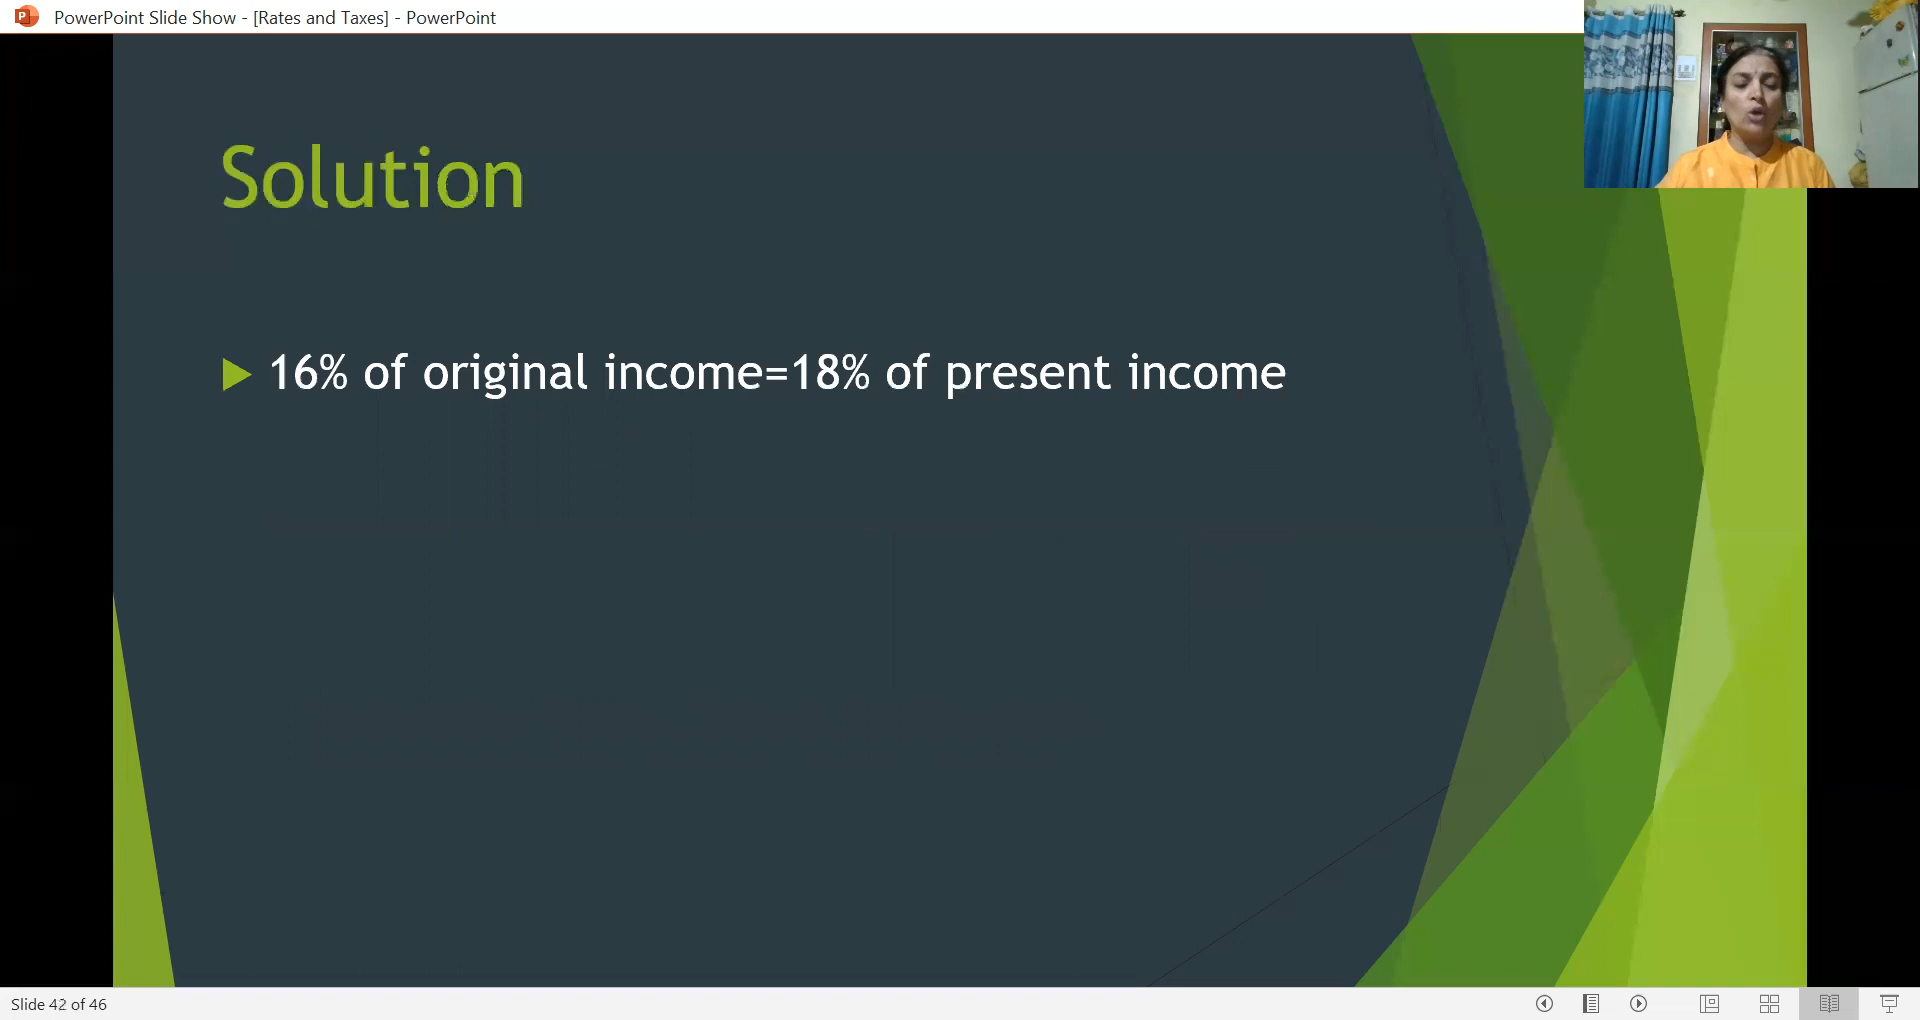 PowerPoint Slide Show - [Rates and Taxes] - PowerPoint
Solution
16% of original income=18% of present income
Slide 42 of 46